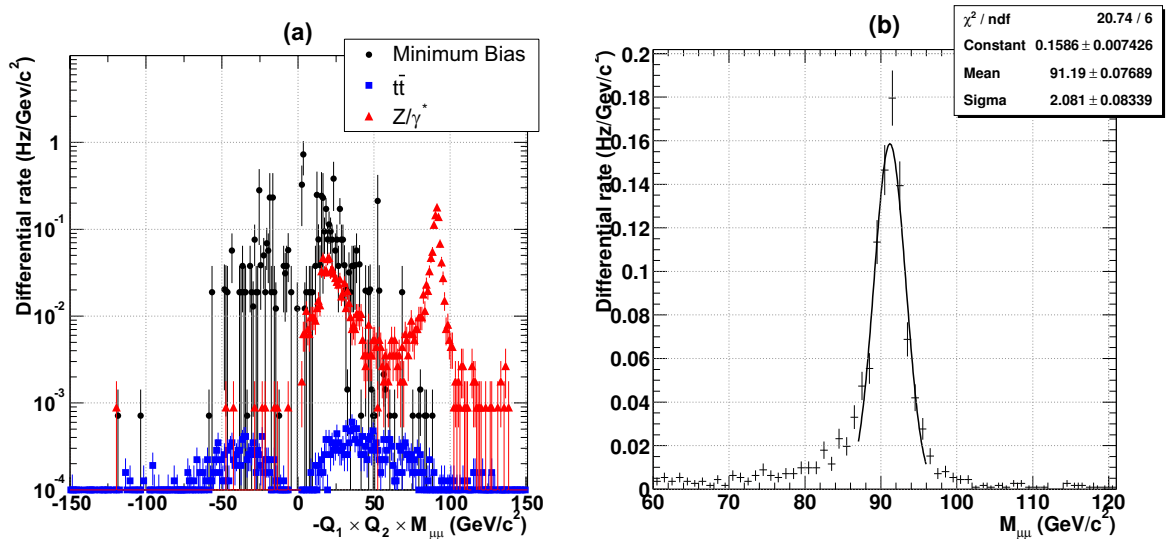 (a)
Minimum Bias
tt̄
Z/γ*
Differential rate (Hz/Gev/c²)
1
10⁻¹
10⁻²
10⁻³
10⁻⁴
-150 -100 -50 0 50 100 150
-Q₁ × Q₂ × M_μμ (GeV/c²)
(b)
χ² / ndf 20.74 / 6
Constant 0.1586 ± 0.007426
Mean 91.19 ± 0.07689
Sigma 2.081 ± 0.08339
Differential rate (Hz/Gev/c²)
0.2
0.18
0.16
0.14
0.12
0.1
0.08
0.06
0.04
0.02
0
60 70 80 90 100 110 120
M_μμ (GeV/c²)